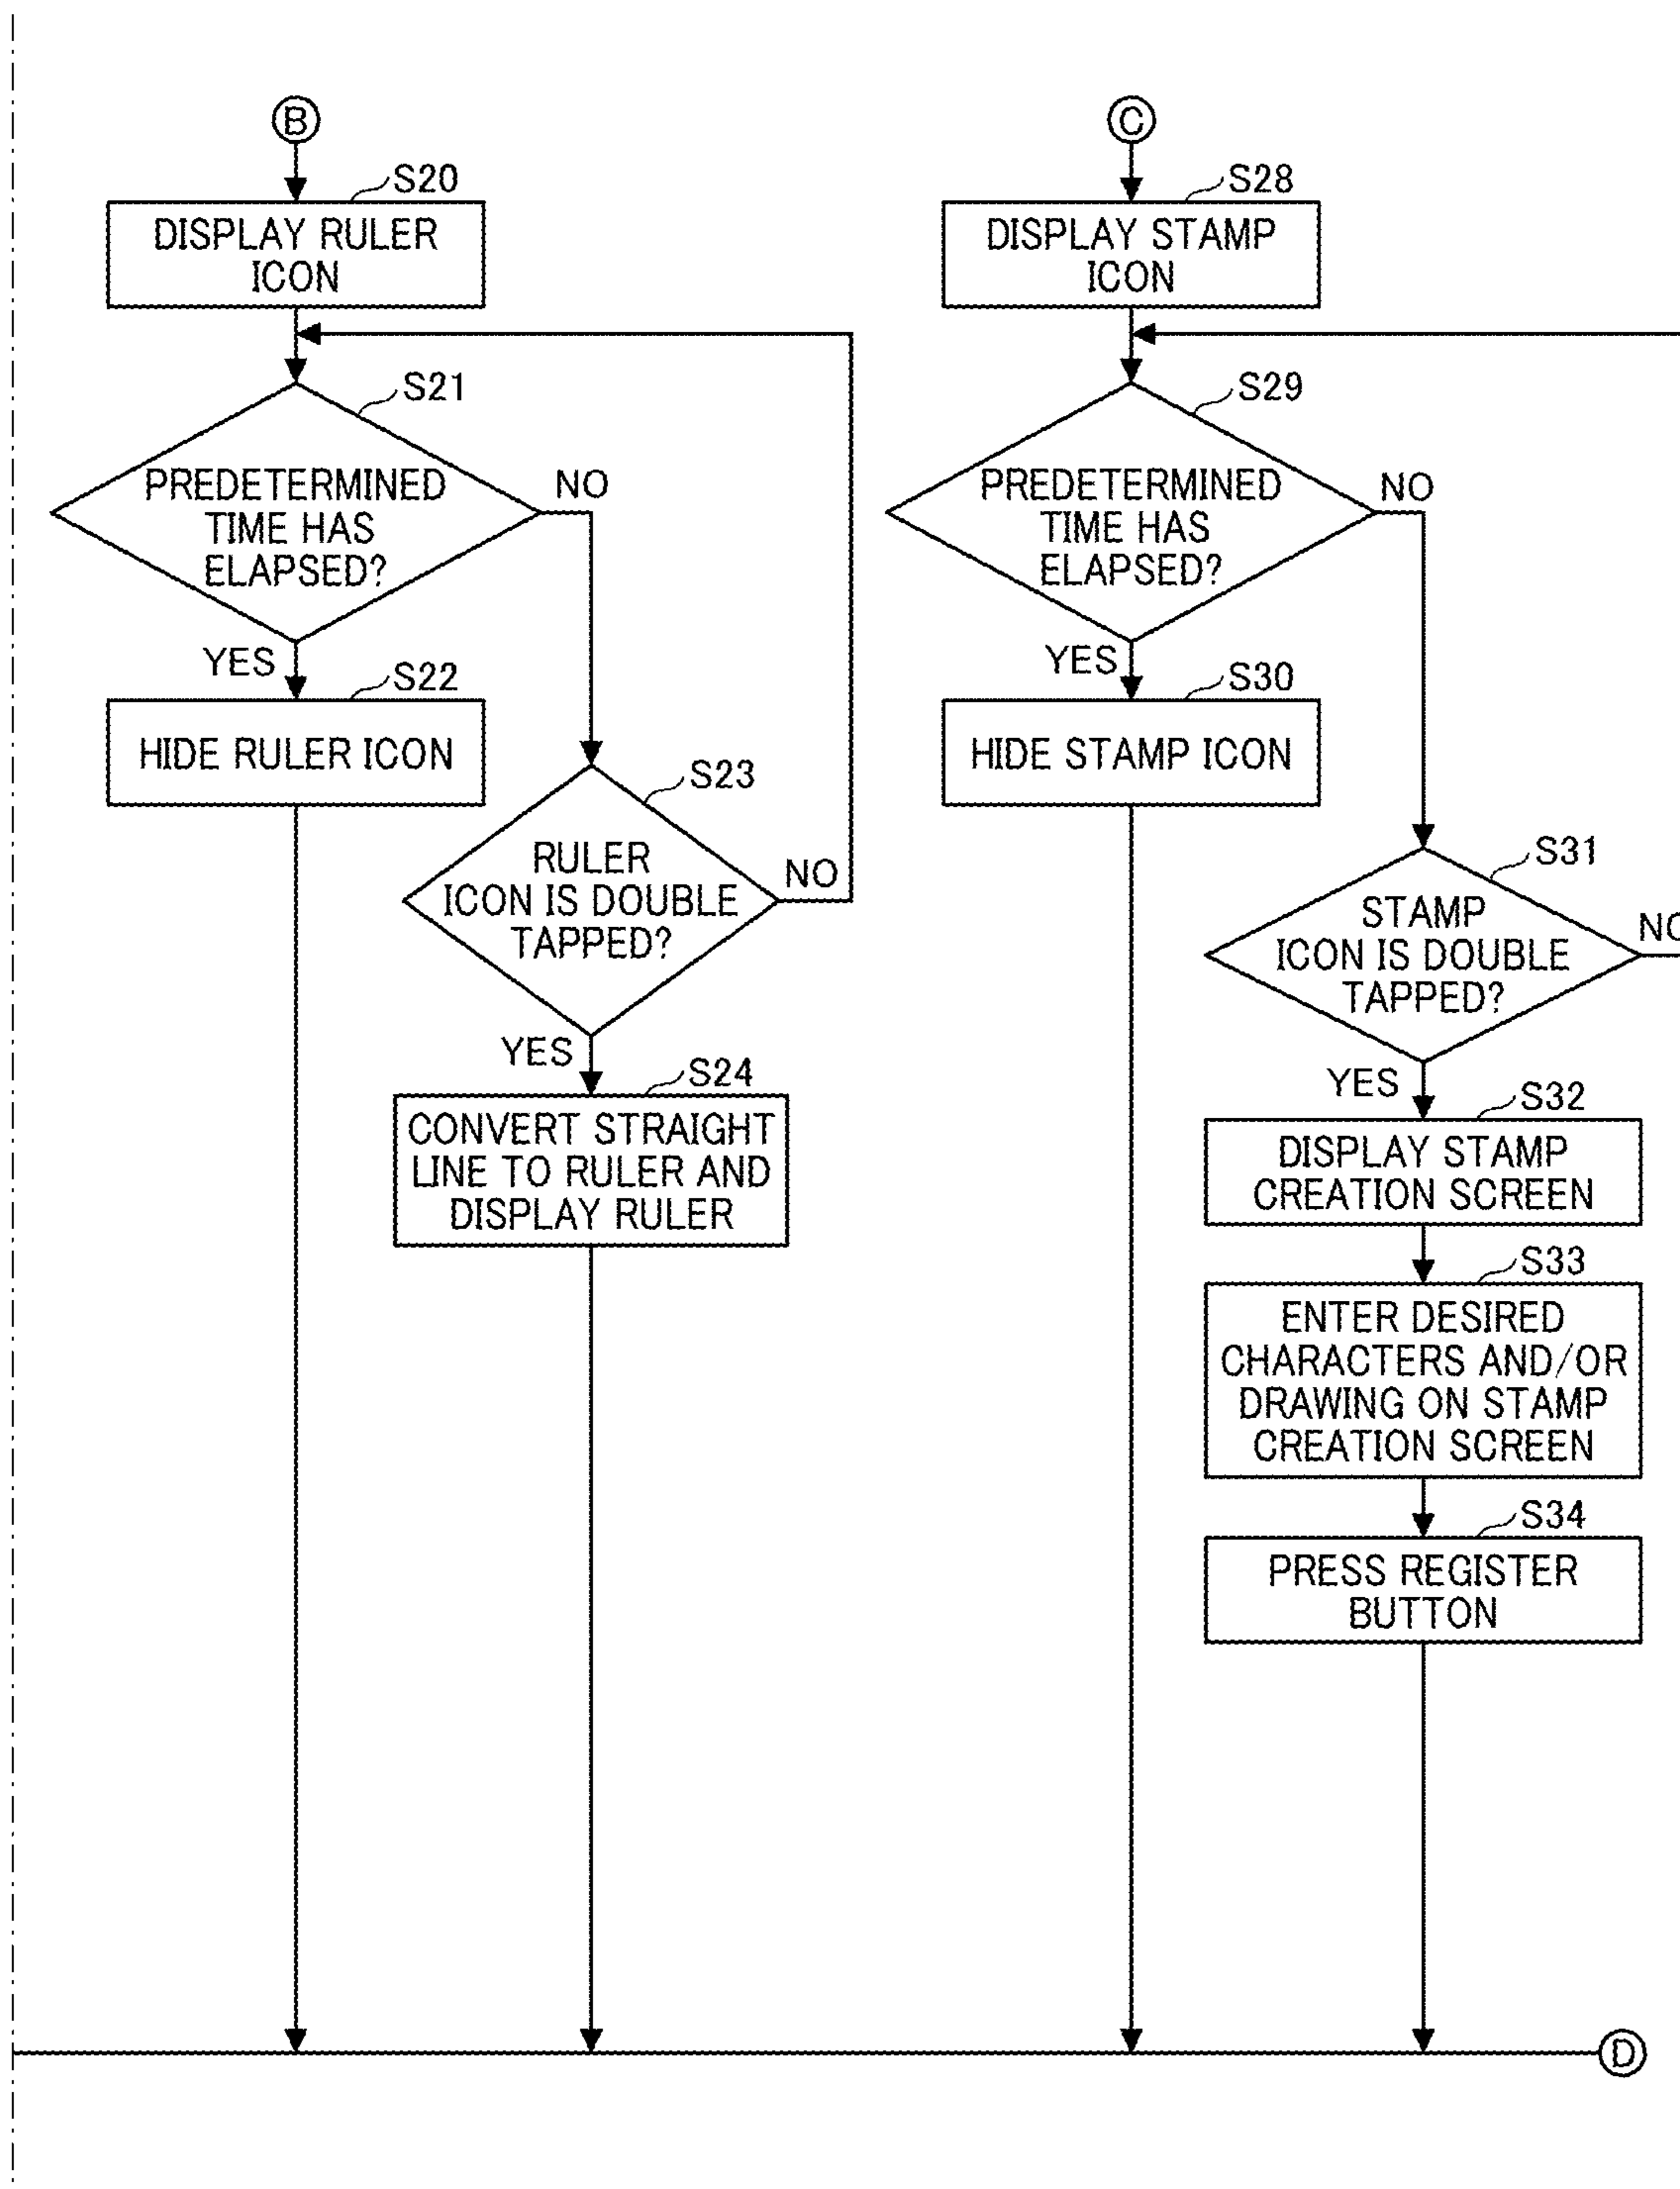 B
S20
DISPLAY RULER
ICON
S21
PREDETERMINED
TIME HAS
ELAPSED?
NO
YES
S22
HIDE RULER ICON
S23
RULER
ICON IS DOUBLE
TAPPED?
NO
YES
S24
CONVERT STRAIGHT
LINE TO RULER AND
DISPLAY RULER
C
S28
DISPLAY STAMP
ICON
S29
PREDETERMINED
TIME HAS
ELAPSED?
NO
YES
S30
HIDE STAMP ICON
S31
STAMP
ICON IS DOUBLE
TAPPED?
NO
YES
S32
DISPLAY STAMP
CREATION SCREEN
S33
ENTER DESIRED
CHARACTERS AND/OR
DRAWING ON STAMP
CREATION SCREEN
S34
PRESS REGISTER
BUTTON
D